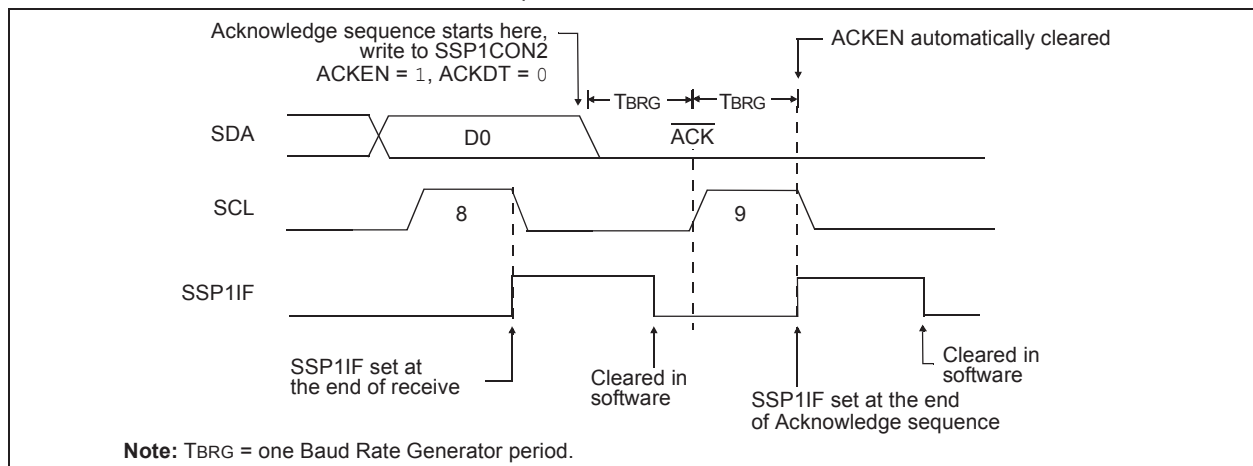 Acknowledge sequence starts here,
write to SSP1CON2
ACKEN = 1, ACKDT = 0
ACKEN automatically cleared
TBRG
TBRG
SDA
D0
ACK
SCL
8
9
SSP1IF
SSP1IF set at
the end of receive
Cleared in
software
SSP1IF set at the end
of Acknowledge sequence
Cleared in
software
Note: TBRG = one Baud Rate Generator period.